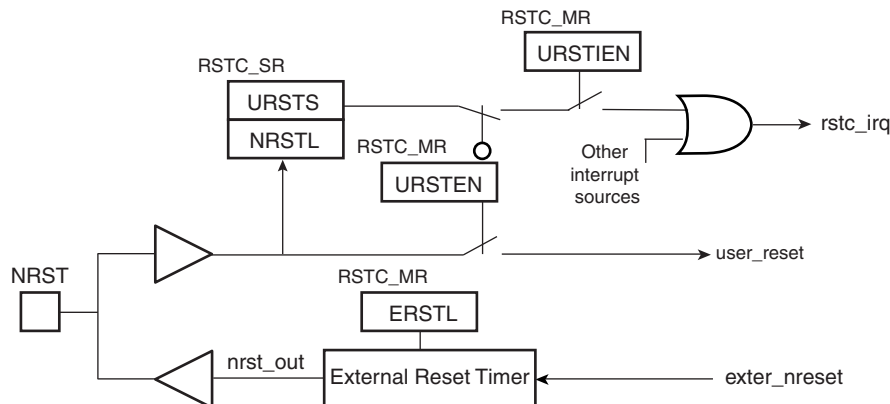 RSTC_MR
URSTIEN
RSTC_SR
URSTS
NRSTL
RSTC_MR
URSTEN
rstc_irq
Other
interrupt
sources
user_reset
NRST
RSTC_MR
ERSTL
nrst_out
External Reset Timer
exter_nreset